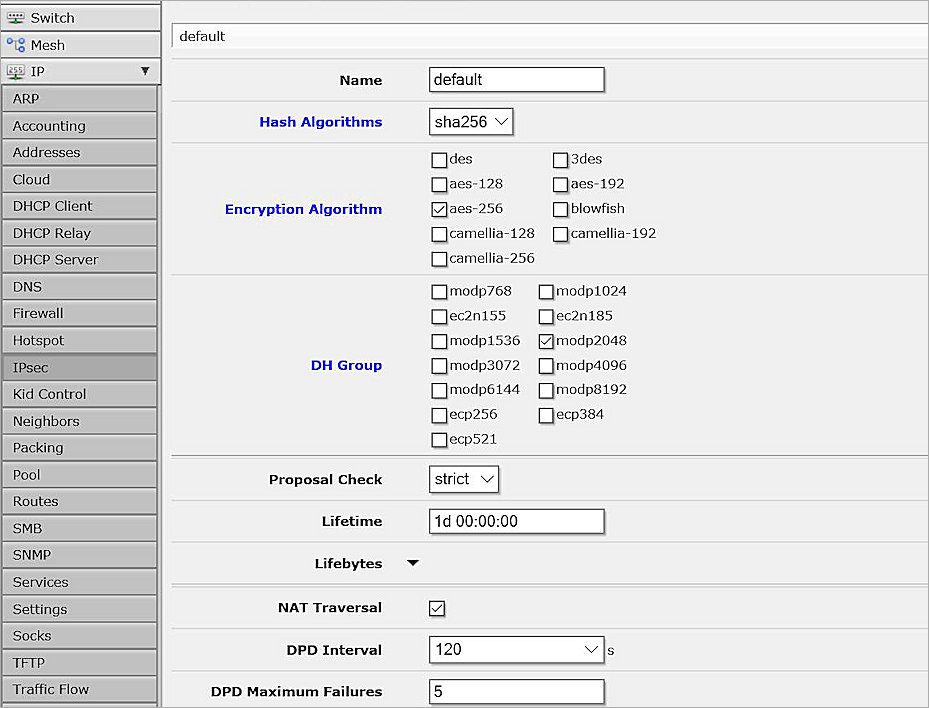 Switch
Mesh
255
IP
ARP
Accounting
Addresses
Cloud
DHCP Client
DHCP Relay
DHCP Server
DNS
Firewall
Hotspot
IPsec
Kid Control
Neighbors
Packing
Pool
Routes
SMB
SNMP
Services
Settings
Socks
TFTP
Traffic Flow
default
Name default
Hash Algorithms sha256
Encryption Algorithm
des 3des
aes-128 aes-192
aes-256 blowfish
camellia-128 camellia-192
camellia-256
DH Group
modp768 modp1024
ec2n155 ec2n185
modp1536 modp2048
modp3072 modp4096
modp6144 modp8192
ecp256 ecp384
ecp521
Proposal Check strict
Lifetime 1d 00:00:00
Lifebytes
NAT Traversal
DPD Interval 120 s
DPD Maximum Failures 5